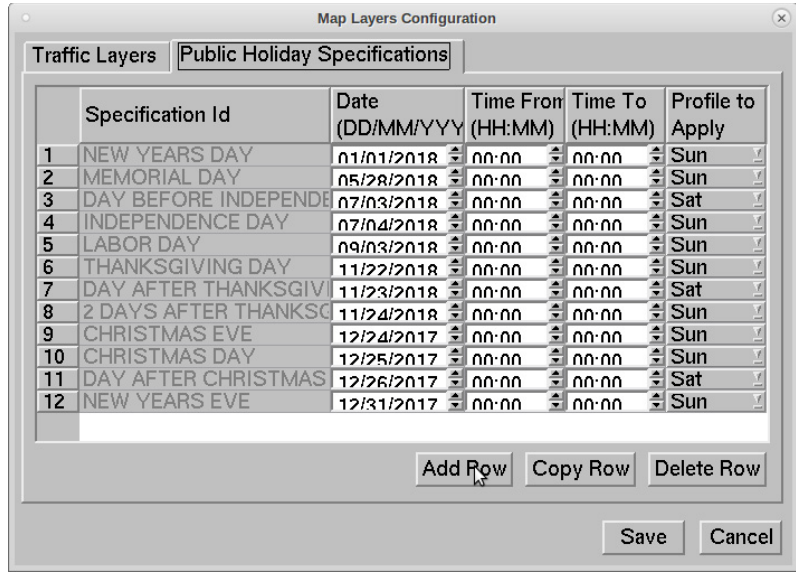 Map Layers Configuration
Traffic Layers Public Holiday Specifications
Specification Id Date (DD/MM/YYY Time From (HH:MM) Time To (HH:MM) Profile to Apply
1 NEW YEARS DAY 01/01/2018 00:00 00:00 Sun
2 MEMORIAL DAY 05/28/2018 00:00 00:00 Sun
3 DAY BEFORE INDEPENDE 07/03/2018 00:00 00:00 Sat
4 INDEPENDENCE DAY 07/04/2018 00:00 00:00 Sun
5 LABOR DAY 09/03/2018 00:00 00:00 Sun
6 THANKSGIVING DAY 11/22/2018 00:00 00:00 Sun
7 DAY AFTER THANKSGIVI 11/23/2018 00:00 00:00 Sat
8 2 DAYS AFTER THANKSG 11/24/2018 00:00 00:00 Sun
9 CHRISTMAS EVE 12/24/2017 00:00 00:00 Sun
10 CHRISTMAS DAY 12/25/2017 00:00 00:00 Sun
11 DAY AFTER CHRISTMAS 12/26/2017 00:00 00:00 Sat
12 NEW YEARS EVE 12/31/2017 00:00 00:00 Sun
Add Row Copy Row Delete Row
Save Cancel